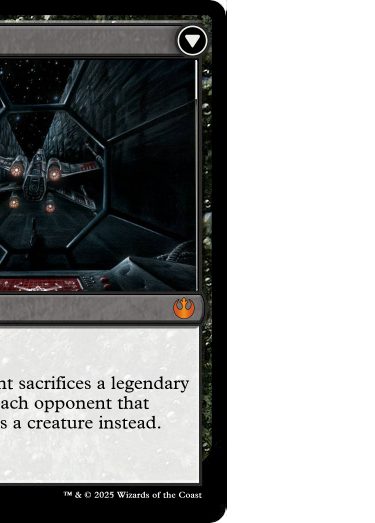 nt sacrifices a legendary
ach opponent that
s a creature instead.
™ & © 2025 Wizards of the Coast